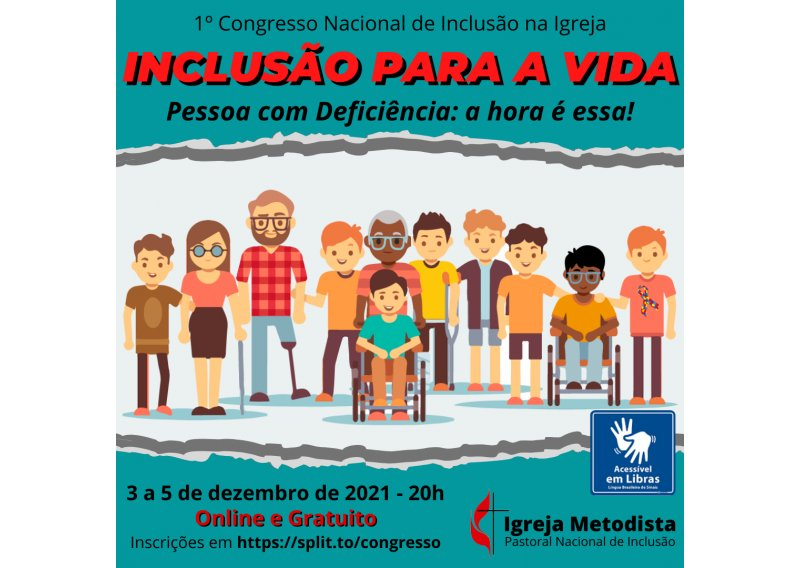 1º Congresso Nacional de Inclusão na Igreja
INCLUSÃO PARA A VIDA
Pessoa com Deficiência: a hora é essa!
Acessível
em Libras
Língua Brasileira de Sinais
3 a 5 de dezembro de 2021 - 20h
Online e Gratuito
Inscrições em https://split.to/congresso
Igreja Metodista
Pastoral Nacional de Inclusão